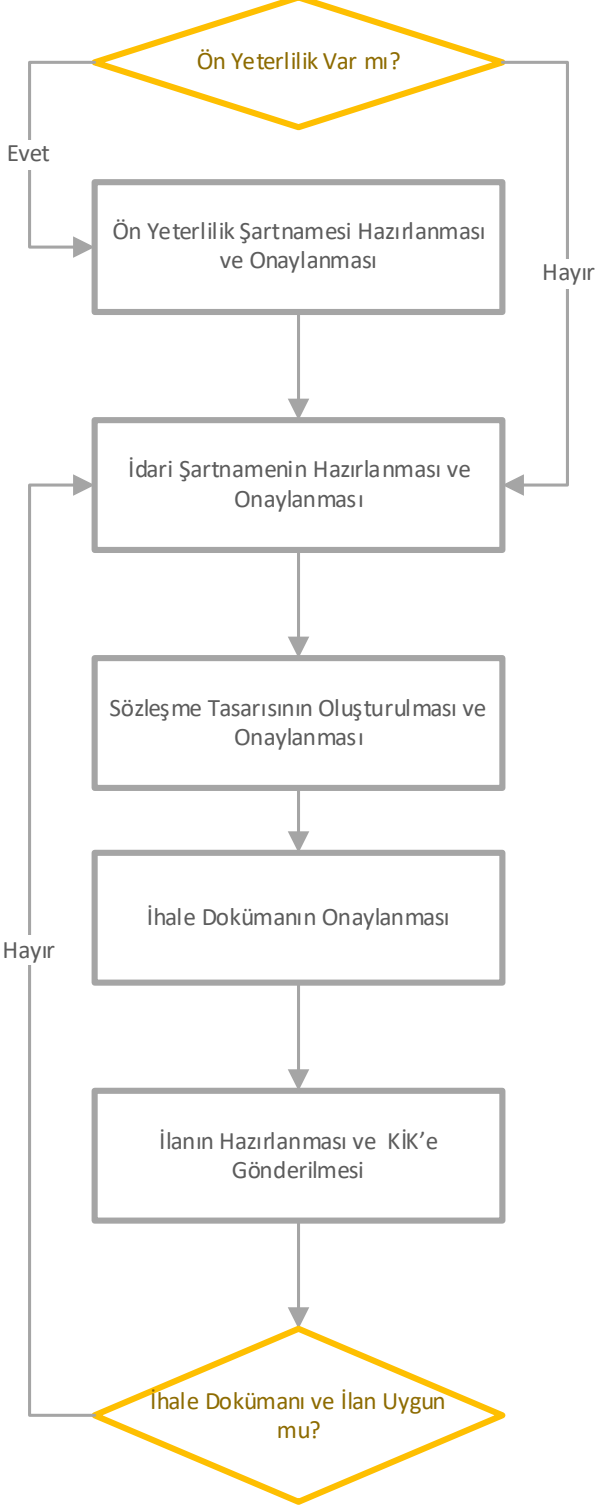 Ön Yeterlilik Var mı?
Evet
Ön Yeterlilik Şartnamesi Hazırlanması
ve Onaylanması
Hayır
İdari Şartnamenin Hazırlanması ve
Onaylanması
Sözleşme Tasarısının Oluşturulması ve
Onaylanması
İhale Dokümanın Onaylanması
Hayır
İlanın Hazırlanması ve KİK’e
Gönderilmesi
İhale Dokümanı ve İlan Uygun
mu?